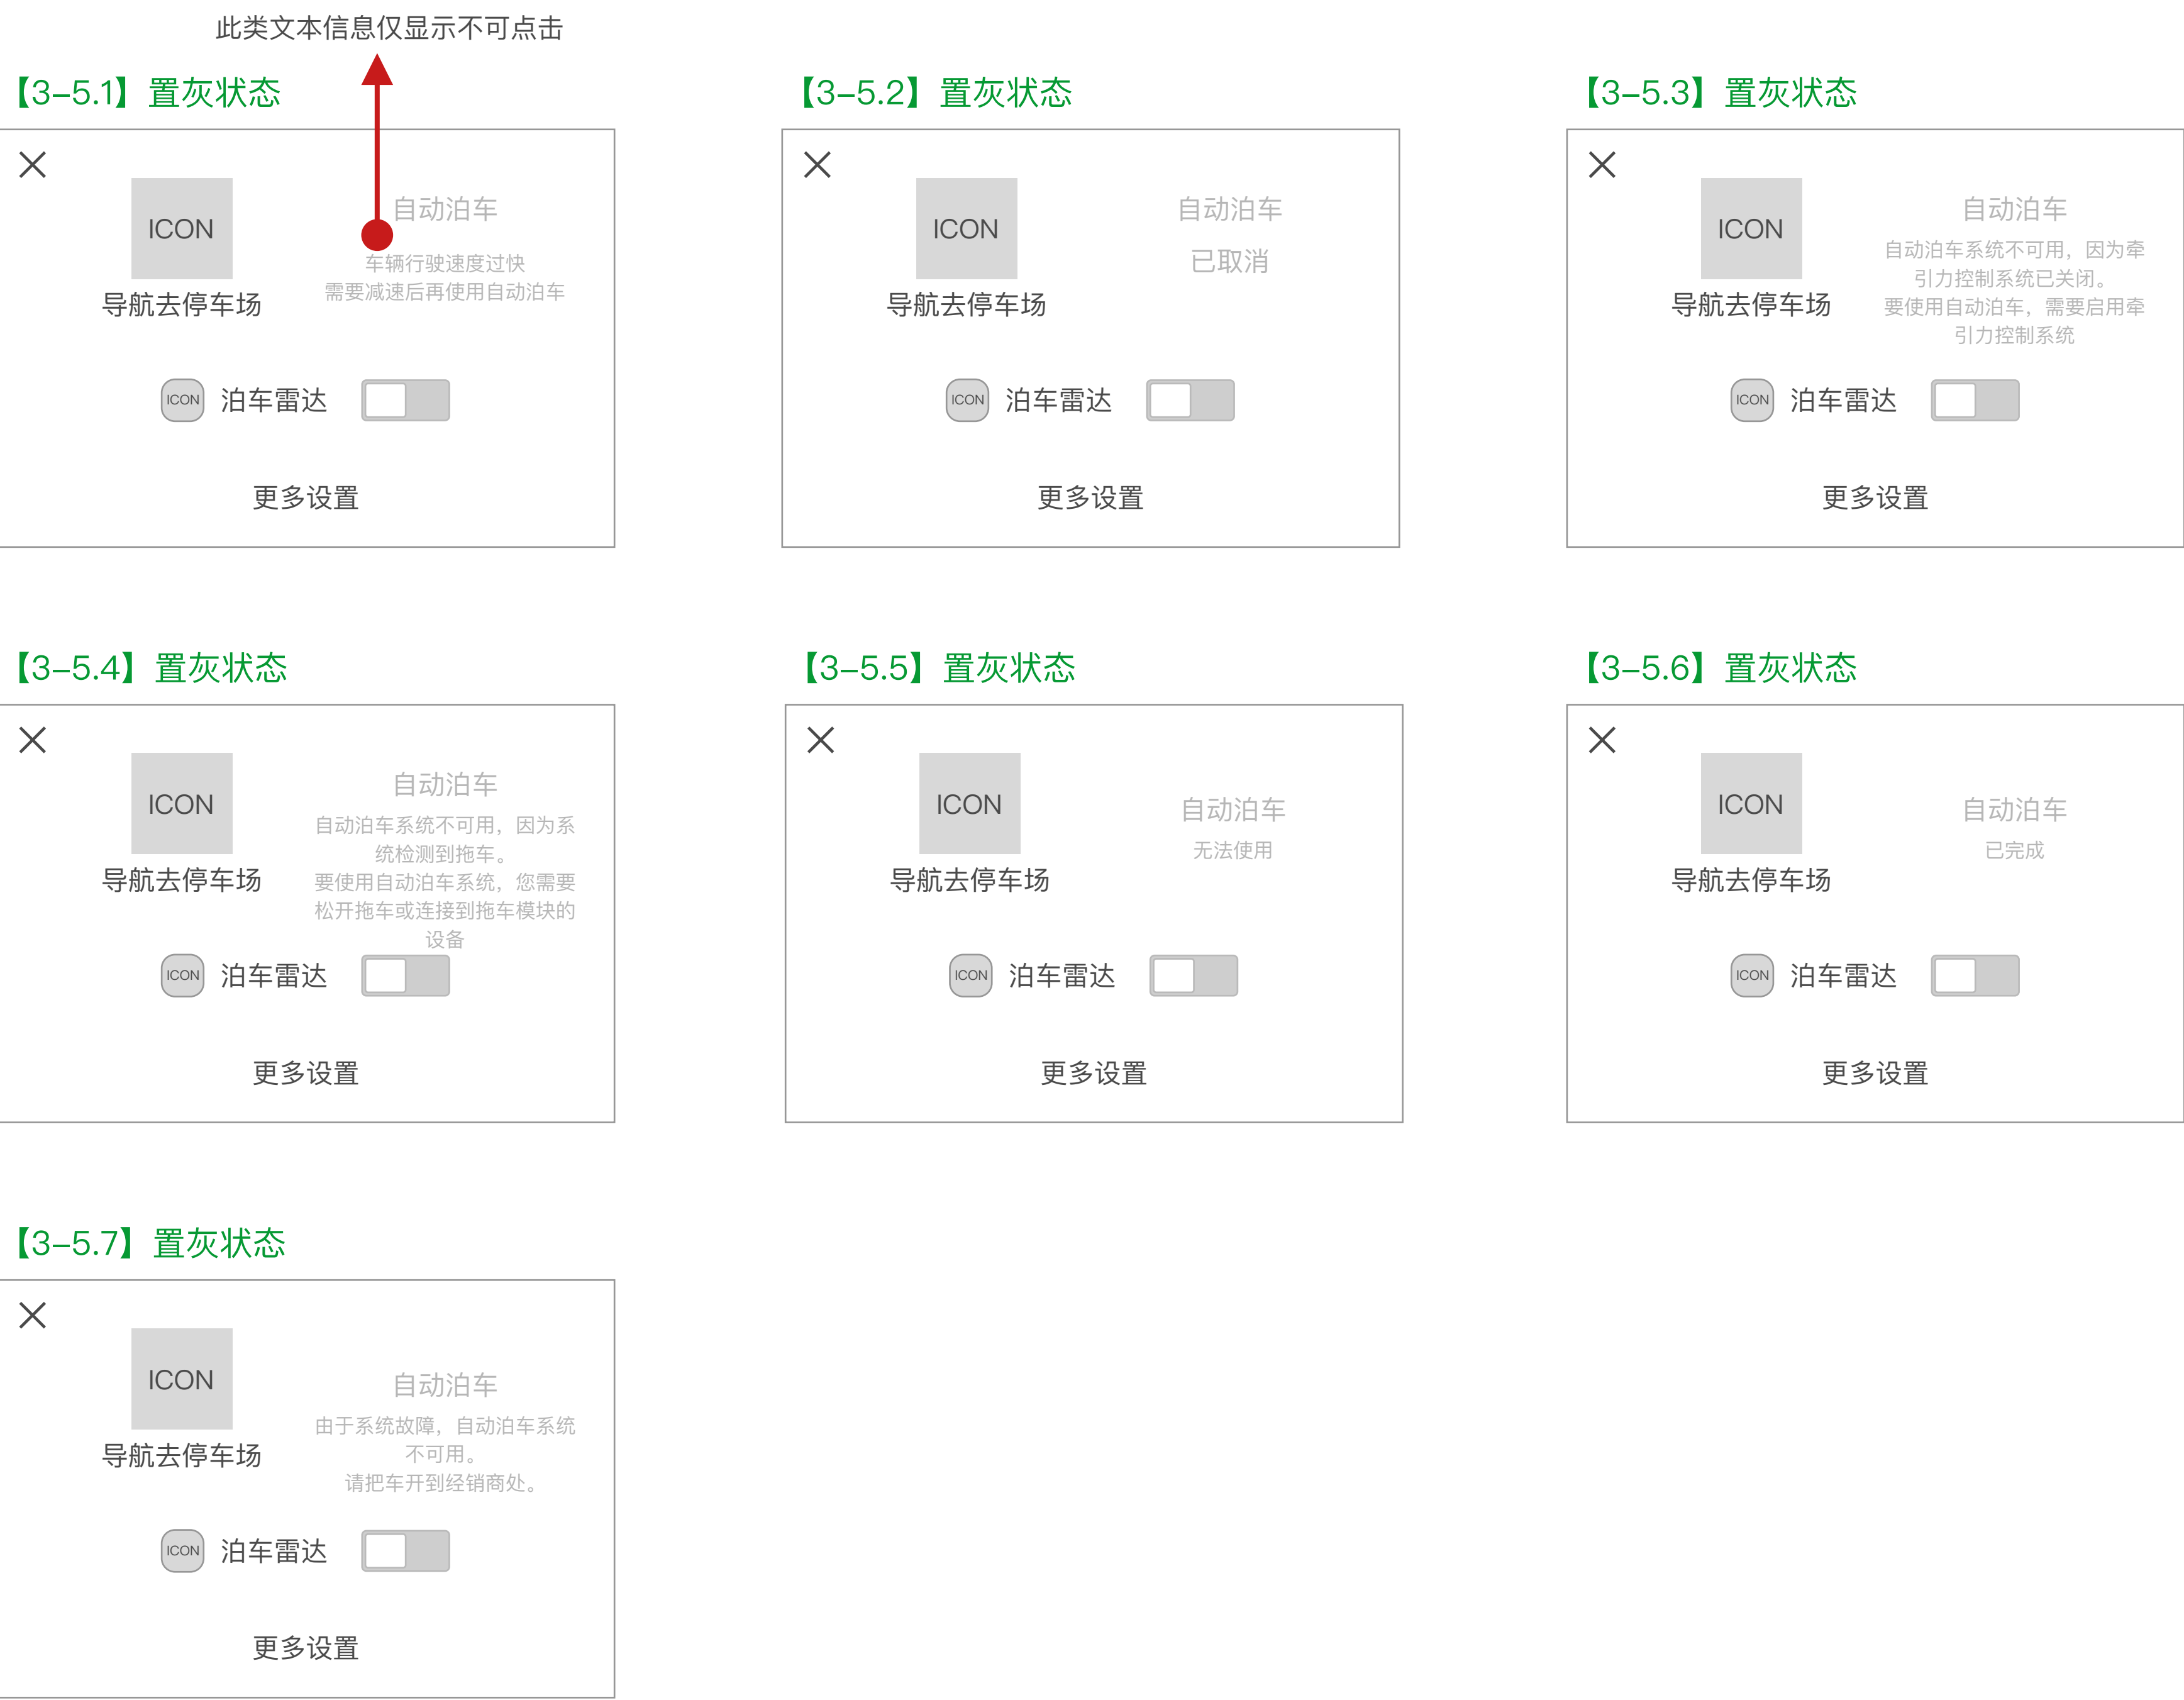 此类文本信息仅显示不可点击
【3-5.1】置灰状态
ICON
导航去停车场
自动泊车
车辆行驶速度过快
需要减速后再使用自动泊车
ICON
泊车雷达
更多设置
【3-5.2】置灰状态
ICON
导航去停车场
自动泊车
已取消
ICON
泊车雷达
更多设置
【3-5.3】置灰状态
ICON
导航去停车场
自动泊车
自动泊车系统不可用，因为牵
引力控制系统已关闭。
要使用自动泊车，需要启用牵
引力控制系统
ICON
泊车雷达
更多设置
【3-5.4】置灰状态
ICON
导航去停车场
自动泊车
自动泊车系统不可用，因为系
统检测到拖车。
要使用自动泊车系统，您需要
松开拖车或连接到拖车模块的
设备
ICON
泊车雷达
更多设置
【3-5.5】置灰状态
ICON
导航去停车场
自动泊车
无法使用
ICON
泊车雷达
更多设置
【3-5.6】置灰状态
ICON
导航去停车场
自动泊车
已完成
ICON
泊车雷达
更多设置
【3-5.7】置灰状态
ICON
导航去停车场
自动泊车
由于系统故障，自动泊车系统
不可用。
请把车开到经销商处。
ICON
泊车雷达
更多设置